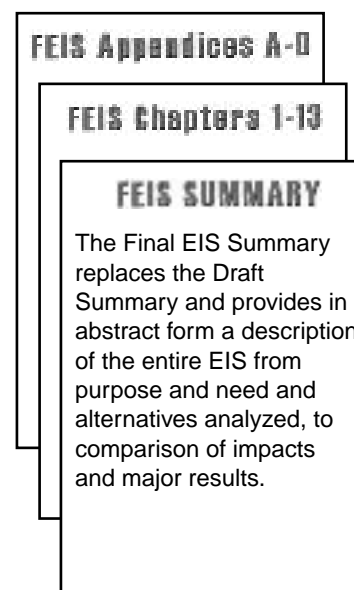 FEIS Appendices A-O
FEIS Chapters 1-13
FEIS SUMMARY
The Final EIS Summary
replaces the Draft
Summary and provides in
abstract form a description
of the entire EIS from
purpose and need and
alternatives analyzed, to
comparison of impacts
and major results.